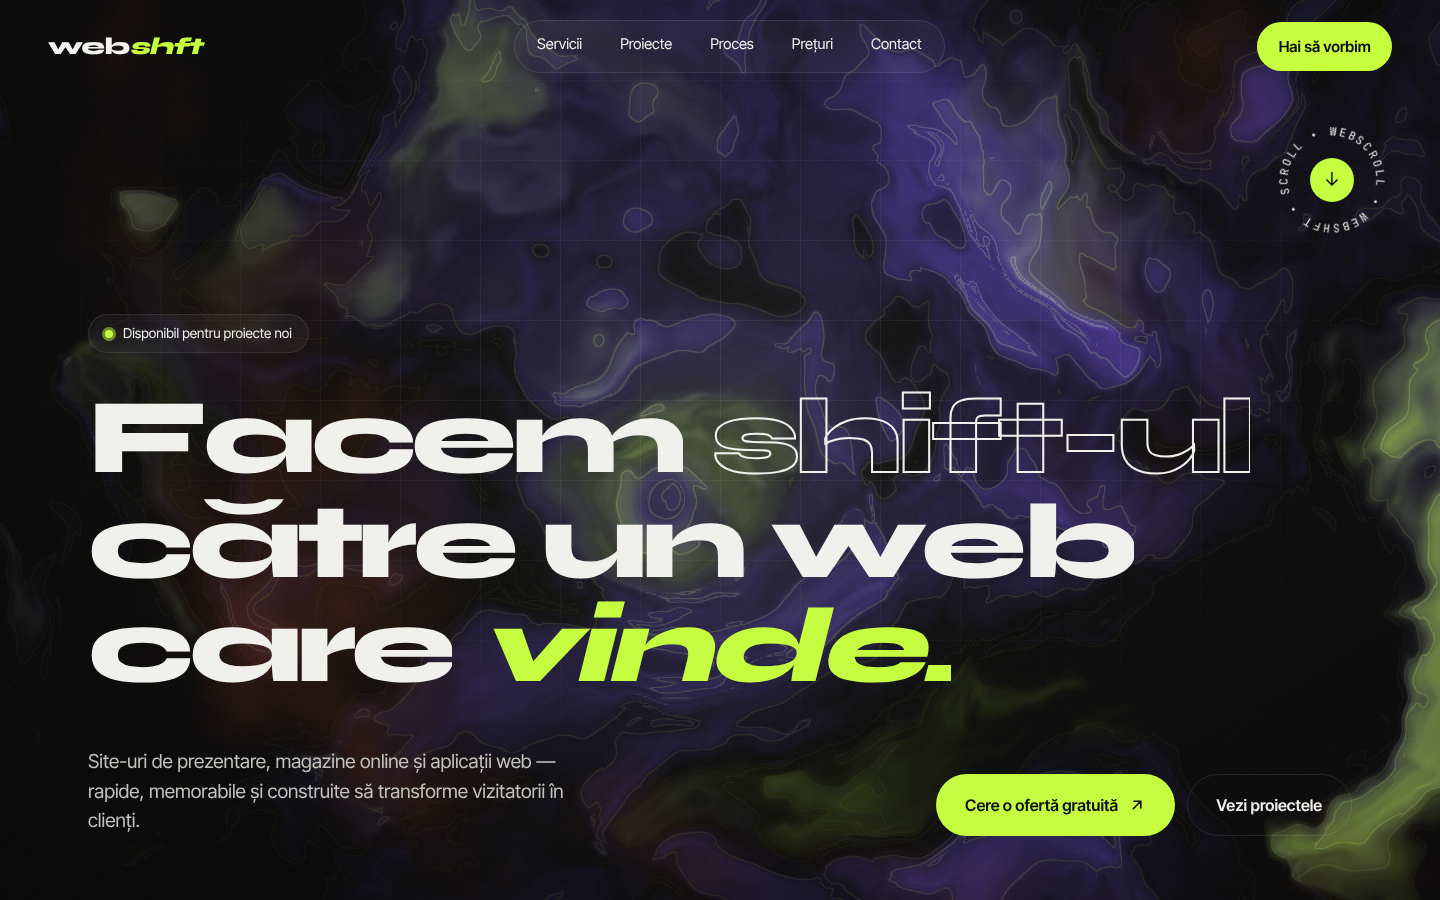 webshft
Servicii Proiecte Proces Prețuri Contact
Hai să vorbim
WEBSCROLL • WEBSHFT • SCROLL •
Disponibil pentru proiecte noi
Facem shift-ul
către un web
care vinde.
Site-uri de prezentare, magazine online și aplicații web —
rapide, memorabile și construite să transforme vizitatorii în
clienți.
Cere o ofertă gratuită
Vezi proiectele